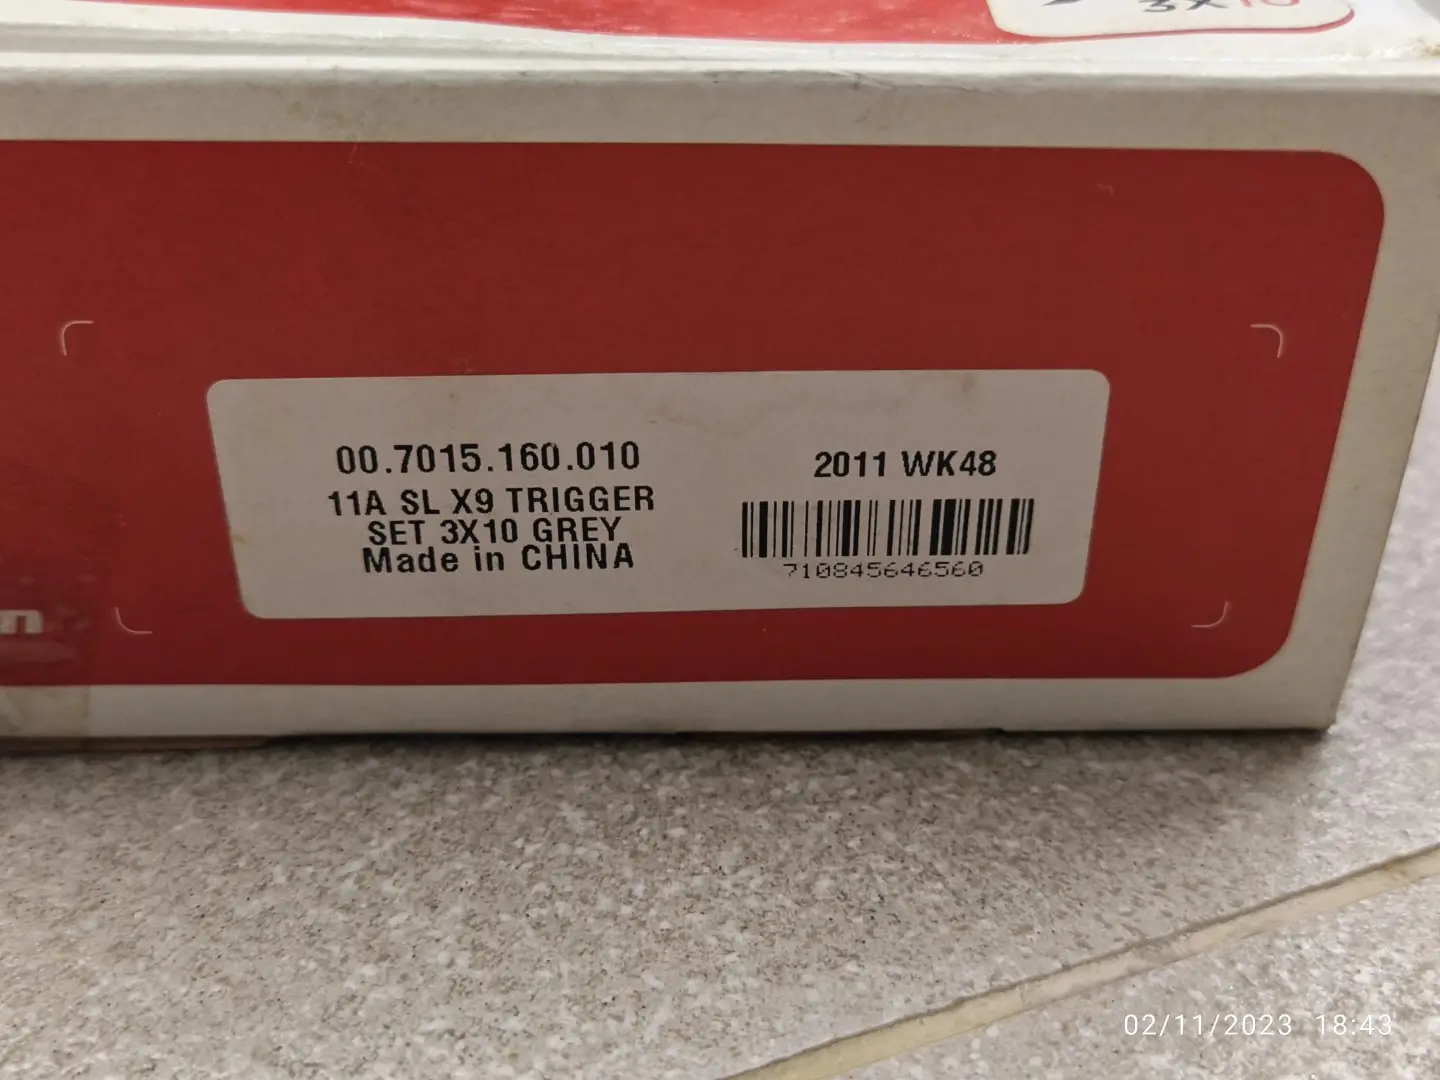 3X10
00.7015.160.010
11A SL X9 TRIGGER
SET 3X10 GREY
Made in CHINA
2011 WK48
710845646560
02/11/2023 18:43